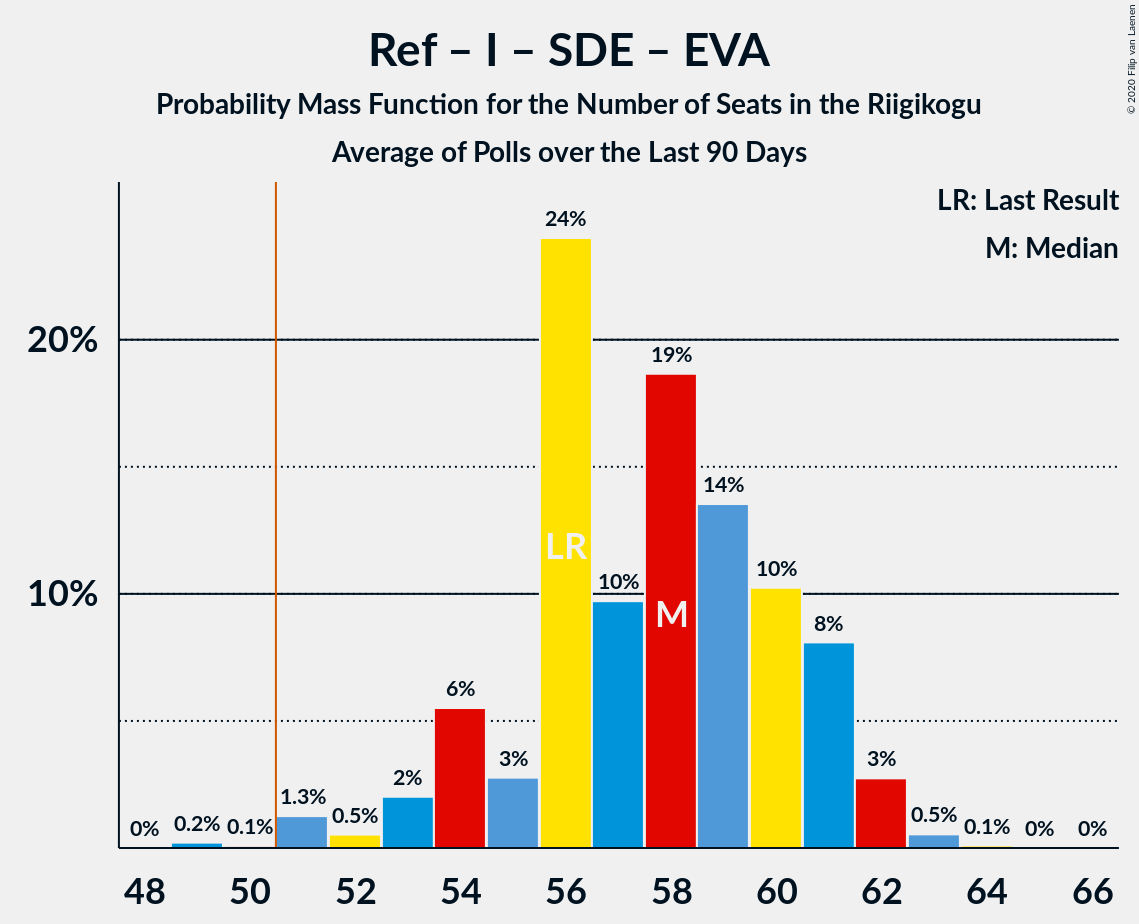 Ref – I – SDE – EVA
Probability Mass Function for the Number of Seats in the Riigikogu
Average of Polls over the Last 90 Days
© 2020 Filip van Laenen
LR: Last Result
M: Median
20%
10%
0%
0.2%
0.1%
1.3%
0.5%
2%
6%
3%
24%
10%
19%
14%
10%
8%
3%
0.5%
0.1%
0%
0%
LR
M
48 50 52 54 56 58 60 62 64 66